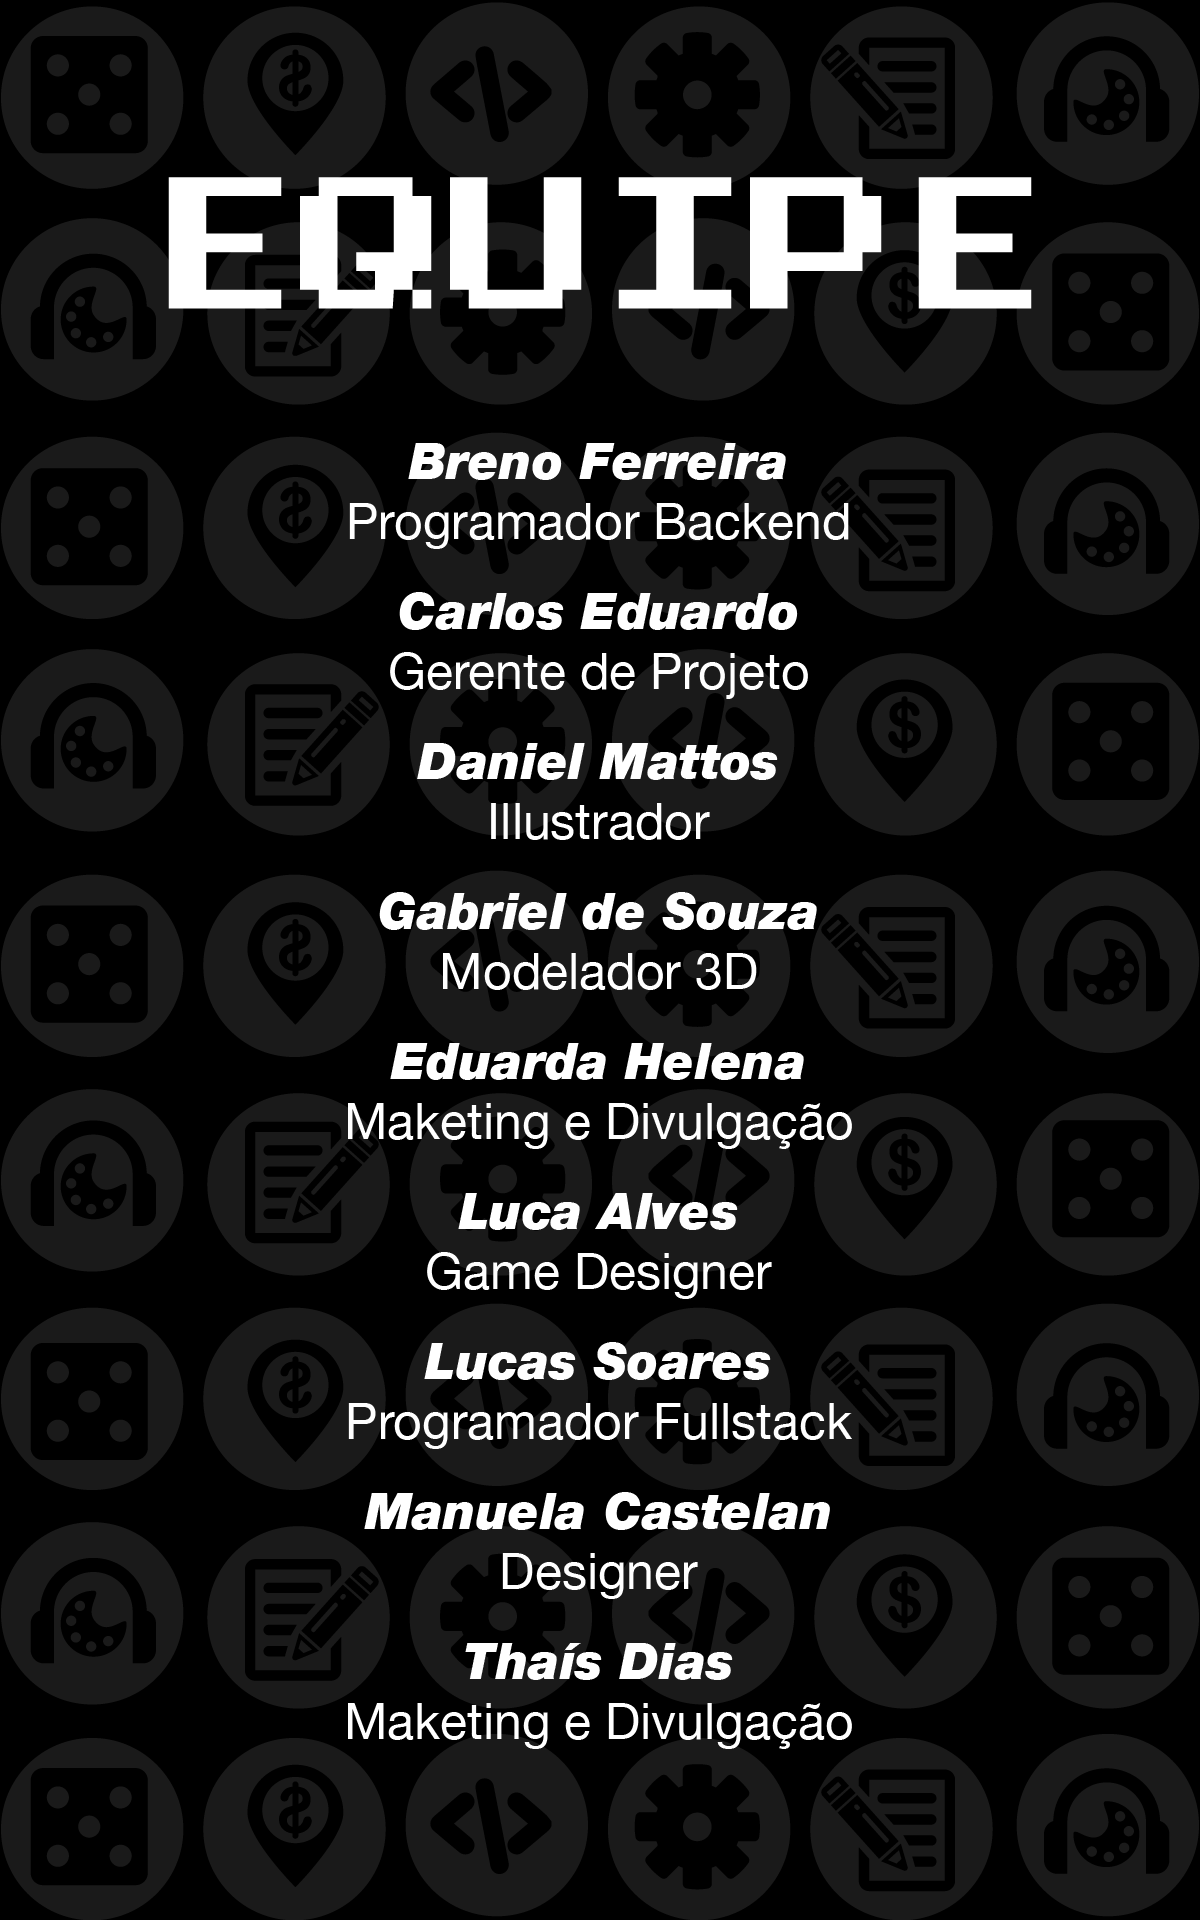 EQUIPE
Breno Ferreira
Programador Backend
Carlos Eduardo
Gerente de Projeto
Daniel Mattos
Illustrador
Gabriel de Souza
Modelador 3D
Eduarda Helena
Maketing e Divulgação
Luca Alves
Game Designer
Lucas Soares
Programador Fullstack
Manuela Castelan
Designer
Thaís Dias
Maketing e Divulgação